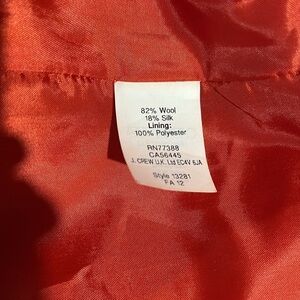 82% Wool
18% Silk
Lining:
100% Polyester
RN77388
CA56445
J. CREW U.K. Ltd EC4V 6JA
Style 13281
FA 12